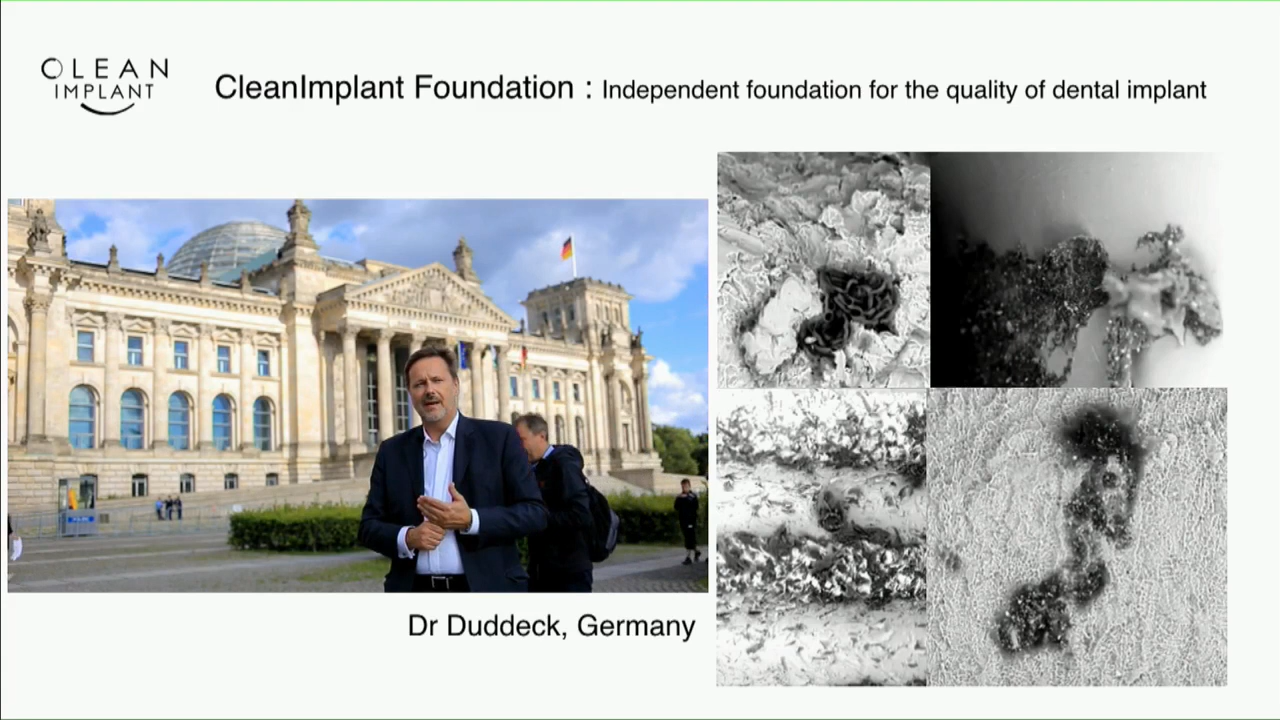 CLEAN
IMPLANT
CleanImplant Foundation : Independent foundation for the quality of dental implant
Dr Duddeck, Germany